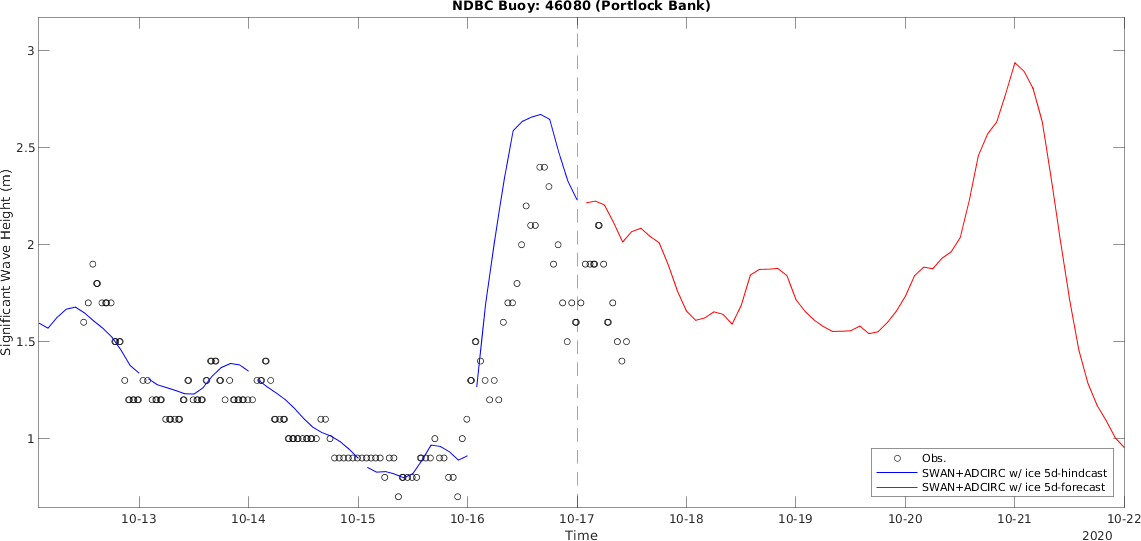 NDBC Buoy: 46080 (Portlock Bank)
3
2.5
2
1.5
1
Significant Wave Height (m)
Obs.
SWAN+ADCIRC w/ ice 5d-hindcast
SWAN+ADCIRC w/ ice 5d-forecast
10-13
10-14
10-15
10-16
10-17
10-18
10-19
10-20
10-21
10-22
Time
2020